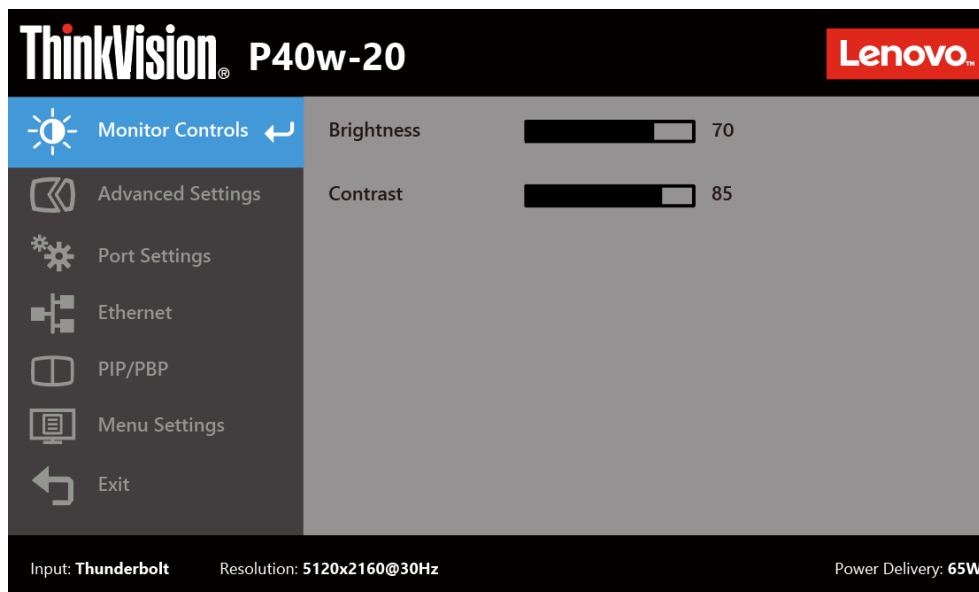 ThinkVision® P40w-20
Lenovo™
Monitor Controls
Brightness 70
Advanced Settings
Contrast 85
Port Settings
Ethernet
PIP/PBP
Menu Settings
Exit
Input: Thunderbolt Resolution: 5120x2160@30Hz Power Delivery: 65W